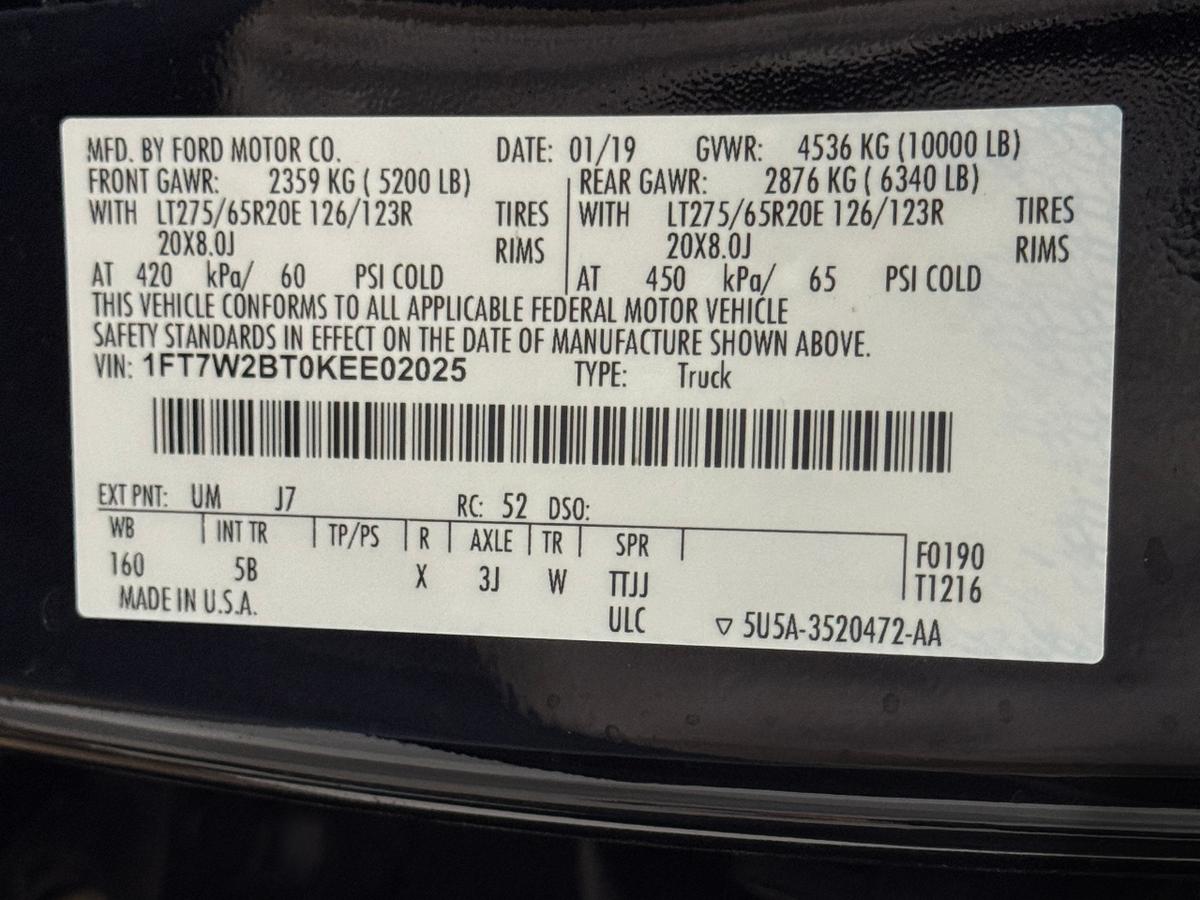 MFD. BY FORD MOTOR CO. DATE: 01/19 GVWR: 4536 KG (10000 LB)
FRONT GAWR: 2359 KG ( 5200 LB) REAR GAWR: 2876 KG ( 6340 LB)
WITH LT275/65R20E 126/123R TIRES WITH LT275/65R20E 126/123R TIRES
20X8.0J RIMS 20X8.0J RIMS
AT 420 kPa/ 60 PSI COLD AT 450 kPa/ 65 PSI COLD
THIS VEHICLE CONFORMS TO ALL APPLICABLE FEDERAL MOTOR VEHICLE
SAFETY STANDARDS IN EFFECT ON THE DATE OF MANUFACTURE SHOWN ABOVE.
VIN: 1FT7W2BT0KEE02025 TYPE: Truck
EXT PNT: UM J7 RC: 52 DSO:
WB INT TR TP/PS R AXLE TR SPR F0190
160 5B X 3J W TTJJ T1216
MADE IN U.S.A. ULC ▽ 5U5A-3520472-AA